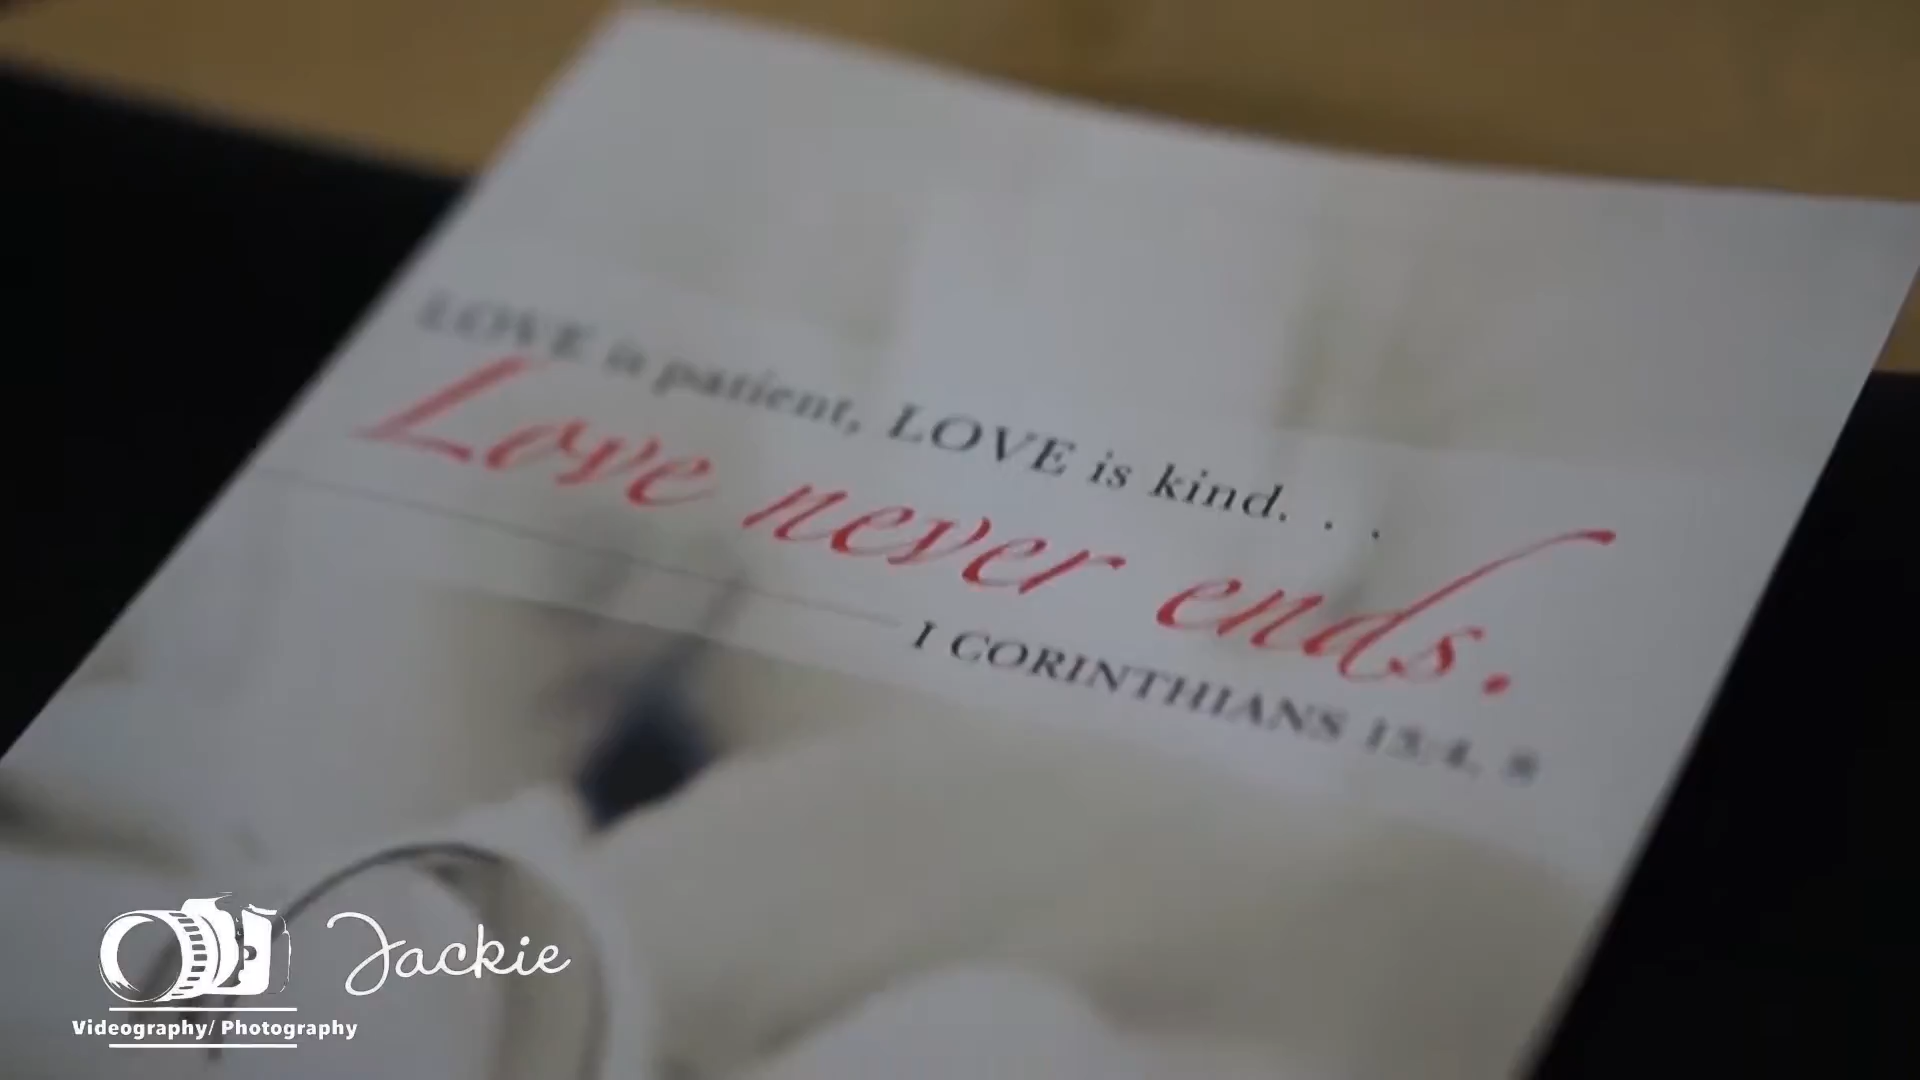 LOVE is patient, LOVE is kind. . .
Love never ends.
I CORINTHIANS 13:4, 8
Jackie
Videography/ Photography